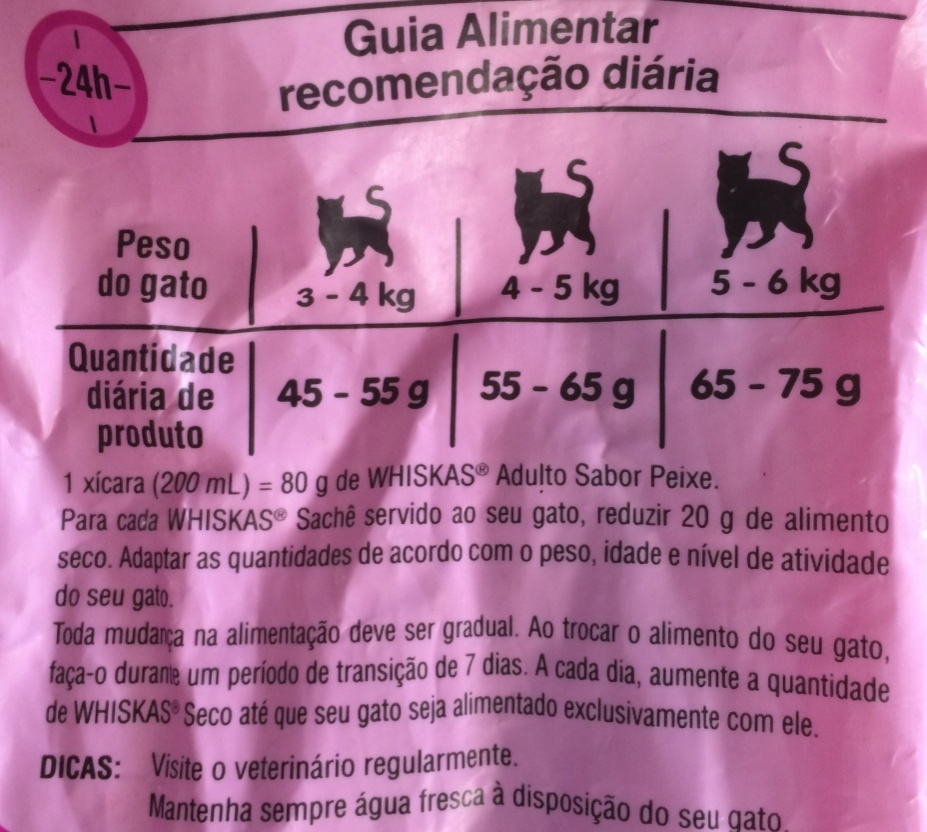 Guia Alimentar
recomendação diária
-24h-
Peso
do gato
3 - 4 kg
4 - 5 kg
5 - 6 kg
Quantidade
diária de
produto
45 - 55 g
55 - 65 g
65 - 75 g
1 xícara (200 mL) = 80 g de WHISKAS® Adulto Sabor Peixe.
Para cada WHISKAS® Sachê servido ao seu gato, reduzir 20 g de alimento
seco. Adaptar as quantidades de acordo com o peso, idade e nível de atividade
do seu gato.
Toda mudança na alimentação deve ser gradual. Ao trocar o alimento do seu gato,
faça-o durante um período de transição de 7 dias. A cada dia, aumente a quantidade
de WHISKAS® Seco até que seu gato seja alimentado exclusivamente com ele.
DICAS: Visite o veterinário regularmente.
Mantenha sempre água fresca à disposição do seu gato.